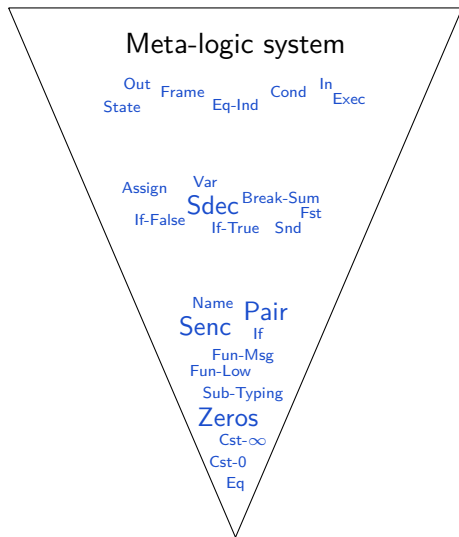 Meta-logic system
Out
Frame
Cond
In
State
Eq-Ind
Exec
Assign
Var
Sdec
Break-Sum
If-False
If-True
Snd
Fst
Name
Pair
Senc
If
Fun-Msg
Fun-Low
Sub-Typing
Zeros
Cst-∞
Cst-0
Eq